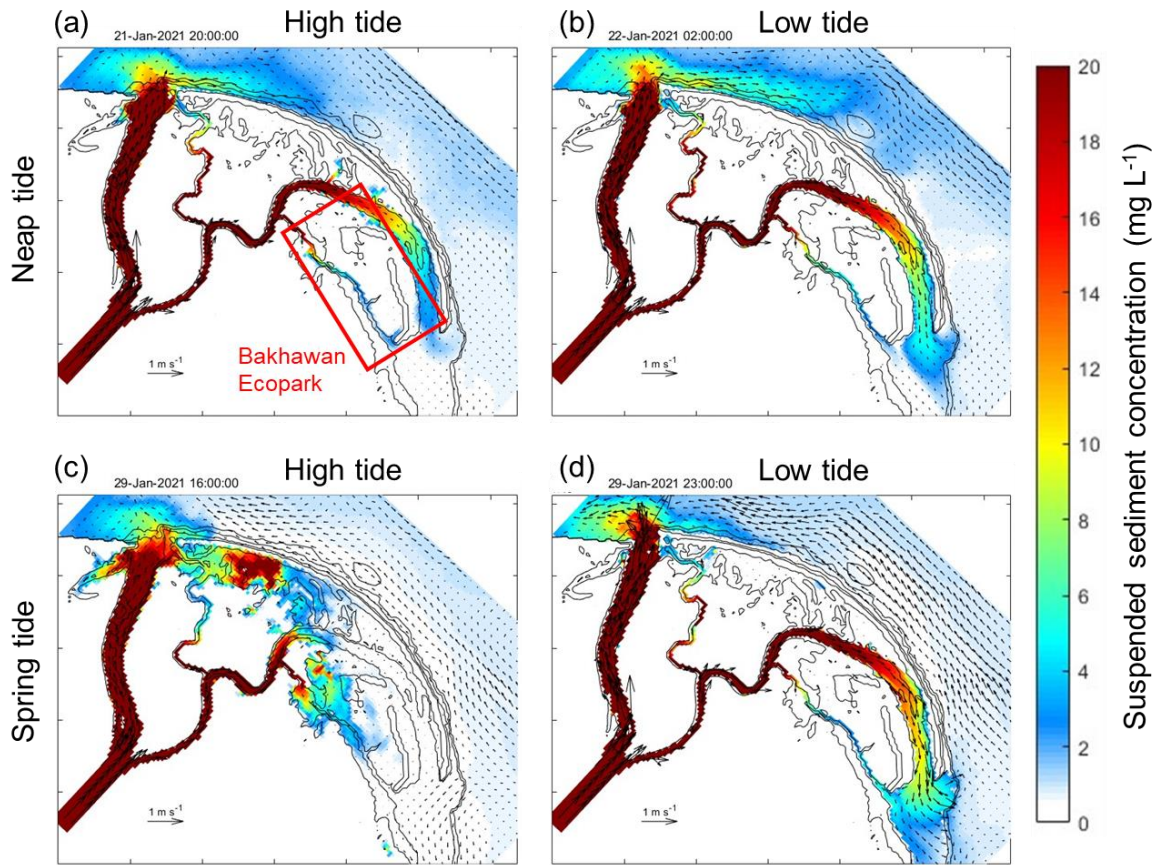 (a) High tide
21-Jan-2021 20:00:00
(b) Low tide
22-Jan-2021 02:00:00
Neap tide
Bakhawan
Ecopark
1 m s-1
1 m s-1
(c) High tide
29-Jan-2021 16:00:00
(d) Low tide
29-Jan-2021 23:00:00
Spring tide
1 m s-1
1 m s-1
20
18
16
14
12
10
8
6
4
2
0
Suspended sediment concentration (mg L-1)